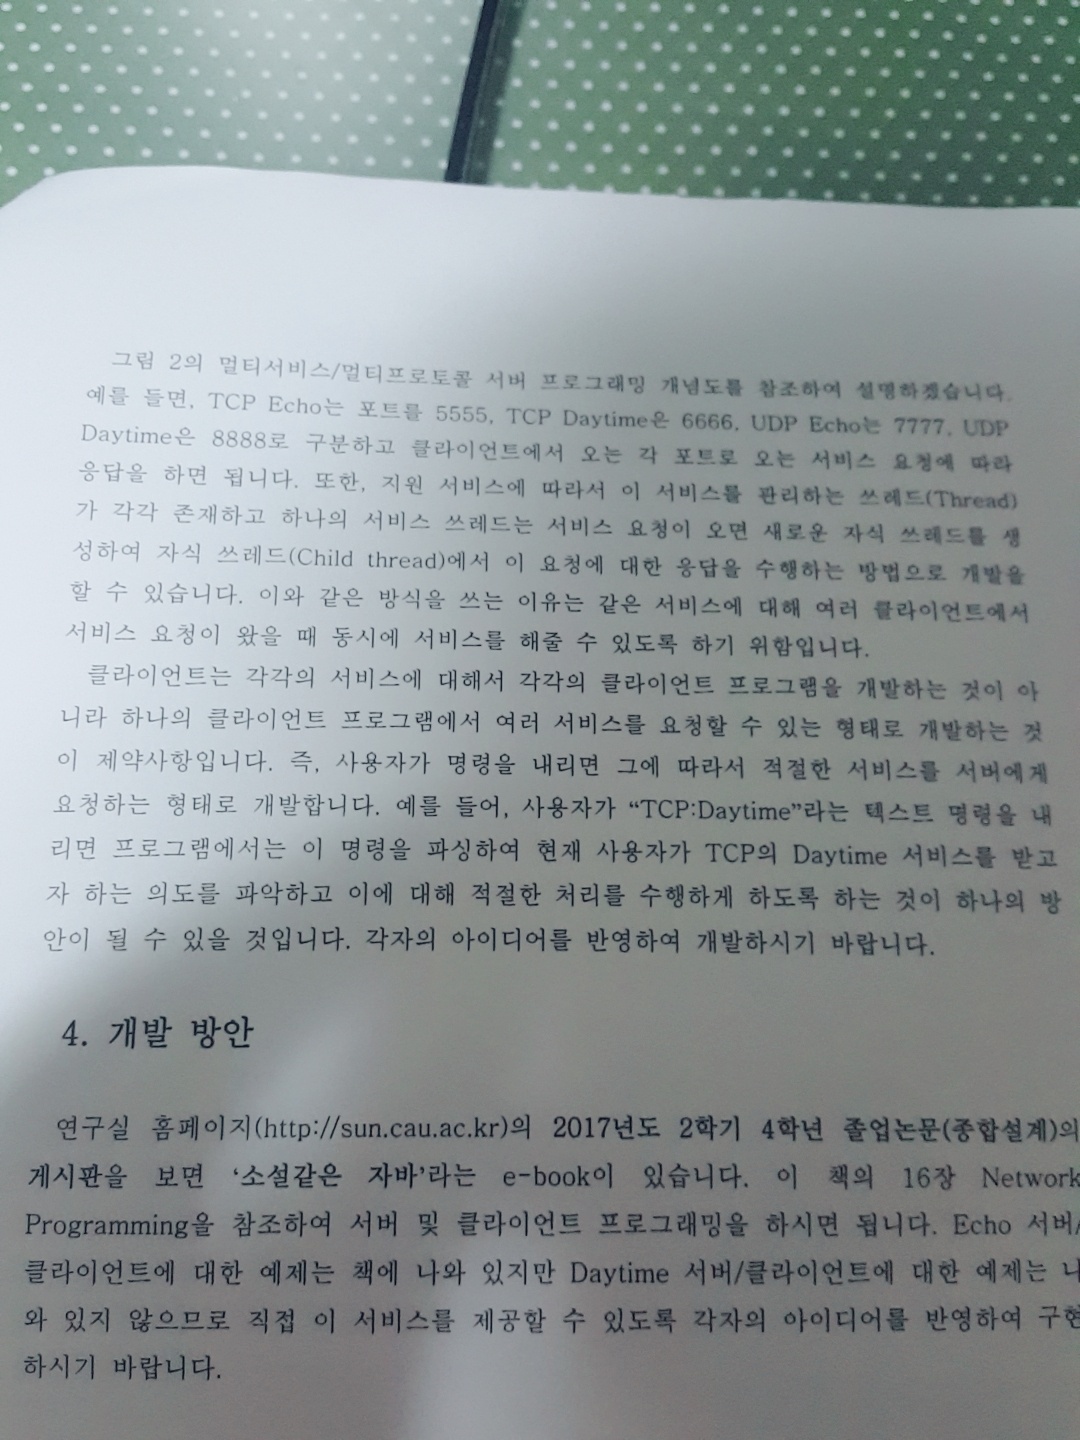 그림 2의 멀티서비스/멀티프로토콜 서버 프로그래밍 개념도를 참조하여 설명하겠습니다.
예를 들면, TCP Echo는 포트를 5555, TCP Daytime은 6666, UDP Echo는 7777, UDP
Daytime은 8888로 구분하고 클라이언트에서 오는 각 포트로 오는 서비스 요청에 따라
응답을 하면 됩니다. 또한, 지원 서비스에 따라서 이 서비스를 관리하는 쓰레드(Thread)
가 각각 존재하고 하나의 서비스 쓰레드는 서비스 요청이 오면 새로운 자식 쓰레드를 생
성하여 자식 쓰레드(Child thread)에서 이 요청에 대한 응답을 수행하는 방법으로 개발을
할 수 있습니다. 이와 같은 방식을 쓰는 이유는 같은 서비스에 대해 여러 클라이언트에서
서비스 요청이 왔을 때 동시에 서비스를 해줄 수 있도록 하기 위함입니다.
클라이언트는 각각의 서비스에 대해서 각각의 클라이언트 프로그램을 개발하는 것이 아
니라 하나의 클라이언트 프로그램에서 여러 서비스를 요청할 수 있는 형태로 개발하는 것
이 제약사항입니다. 즉, 사용자가 명령을 내리면 그에 따라서 적절한 서비스를 서버에게
요청하는 형태로 개발합니다. 예를 들어, 사용자가 “TCP:Daytime”라는 텍스트 명령을 내
리면 프로그램에서는 이 명령을 파싱하여 현재 사용자가 TCP의 Daytime 서비스를 받고
자 하는 의도를 파악하고 이에 대해 적절한 처리를 수행하게 하도록 하는 것이 하나의 방
안이 될 수 있을 것입니다. 각자의 아이디어를 반영하여 개발하시기 바랍니다.
4. 개발 방안
연구실 홈페이지(http://sun.cau.ac.kr)의 2017년도 2학기 4학년 졸업논문(종합설계)의
게시판을 보면 ‘소설같은 자바’라는 e-book이 있습니다. 이 책의 16장 Network
Programming을 참조하여 서버 및 클라이언트 프로그래밍을 하시면 됩니다. Echo 서버/
클라이언트에 대한 예제는 책에 나와 있지만 Daytime 서버/클라이언트에 대한 예제는 나
와 있지 않으므로 직접 이 서비스를 제공할 수 있도록 각자의 아이디어를 반영하여 구현
하시기 바랍니다.